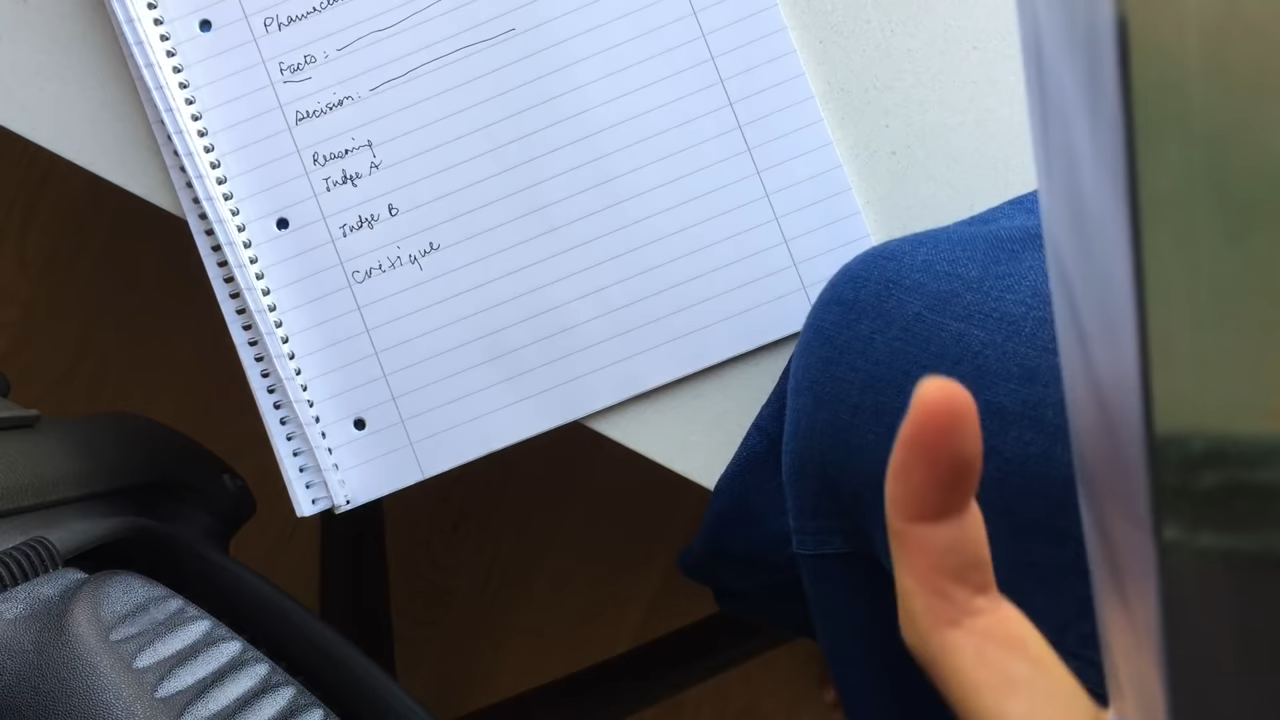 Facts:
Decision:
Reasoning
Judge A
Judge B
Critique